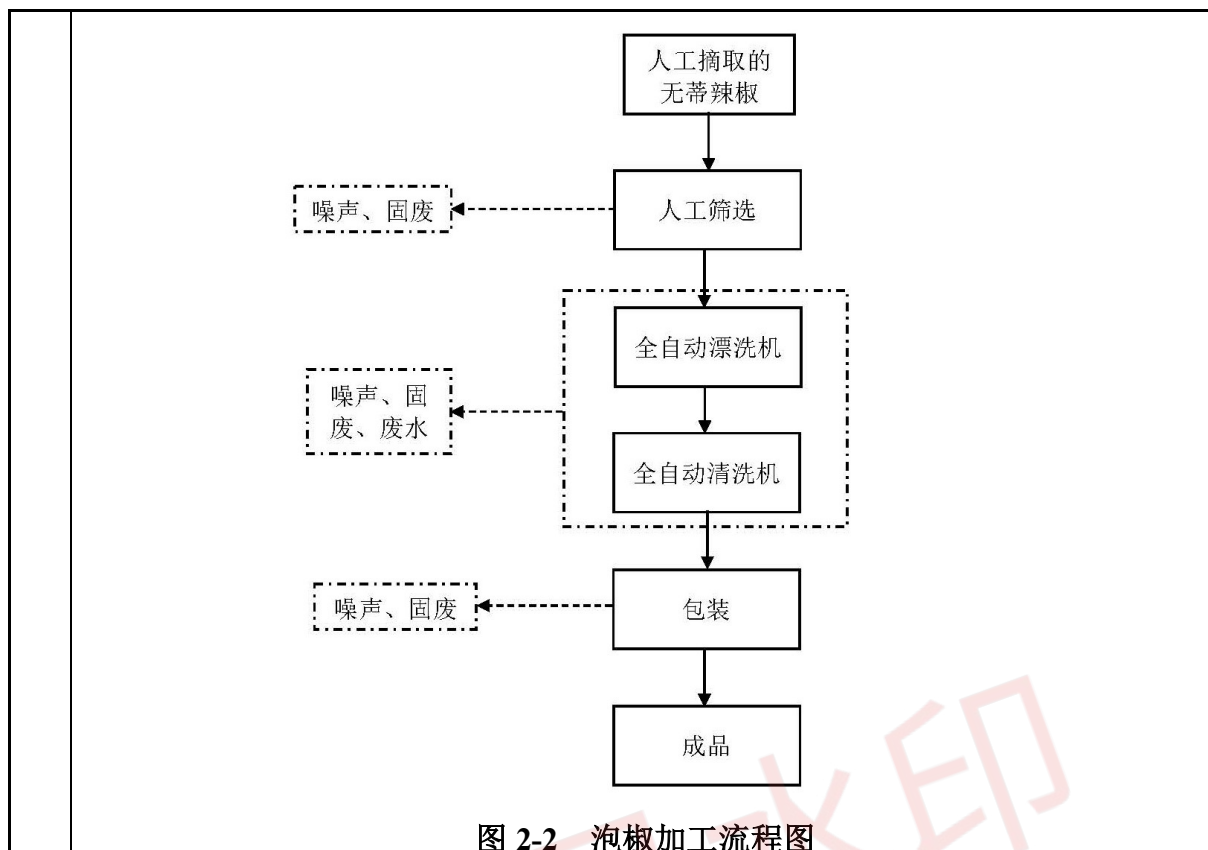 人工摘取的
无蒂辣椒
噪声、固废
人工筛选
全自动漂洗机
噪声、固
废、废水
全自动清洗机
噪声、固废
包装
成品
图 2-2 泡椒加工流程图
水印